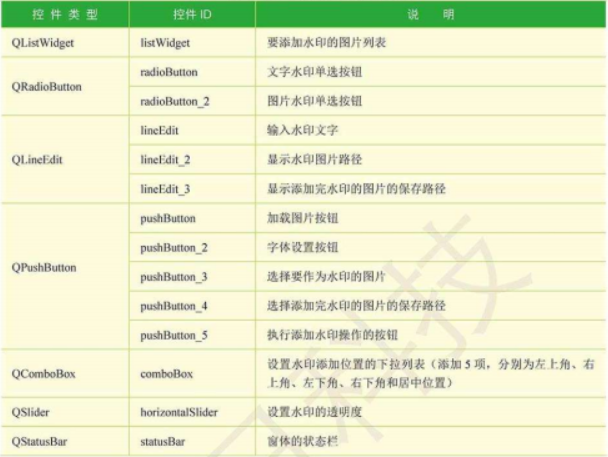 控件类型 控件 ID 说 明
QListWidget listWidget 要添加水印的图片列表
QRadioButton radioButton 文字水印单选按钮
radioButton_2 图片水印单选按钮
QLineEdit lineEdit 输入水印文字
lineEdit_2 显示水印图片路径
lineEdit_3 显示添加完水印的图片的保存路径
QPushButton pushButton 加载图片按钮
pushButton_2 字体设置按钮
pushButton_3 选择要作为水印的图片
pushButton_4 选择添加完水印的图片的保存路径
pushButton_5 执行添加水印操作的按钮
QComboBox comboBox 设置水印添加位置的下拉列表（添加 5 项，分别为左上角、右
上角、左下角、右下角和居中位置）
QSlider horizontalSlider 设置水印的透明度
QStatusBar statusBar 窗体的状态栏
科技